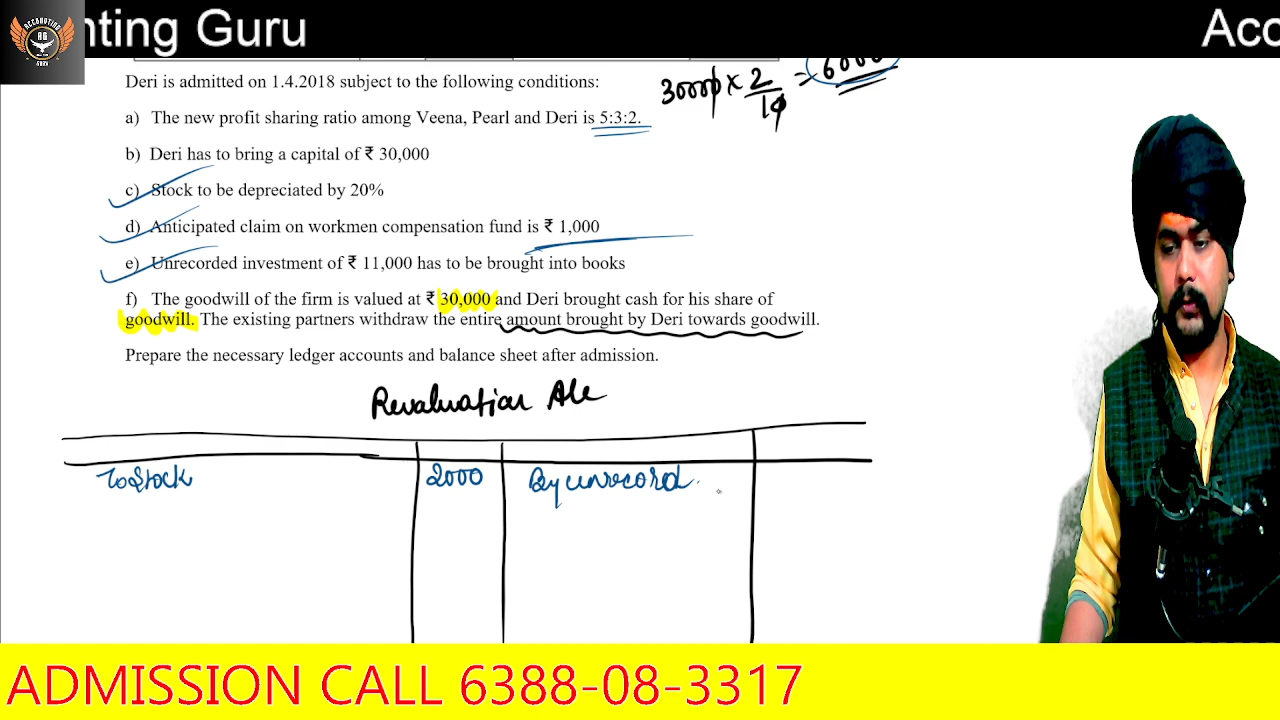 nting Guru
Acc
ACCOUNTING
AG
GURU
Deri is admitted on 1.4.2018 subject to the following conditions:
30000 × 2/10 = 6000
a) The new profit sharing ratio among Veena, Pearl and Deri is 5:3:2.
b) Deri has to bring a capital of ₹ 30,000
c) Stock to be depreciated by 20%
d) Anticipated claim on workmen compensation fund is ₹ 1,000
e) Unrecorded investment of ₹ 11,000 has to be brought into books
f) The goodwill of the firm is valued at ₹ 30,000 and Deri brought cash for his share of
goodwill. The existing partners withdraw the entire amount brought by Deri towards goodwill.
Prepare the necessary ledger accounts and balance sheet after admission.
Revaluation A/c
To Stock 2000 By unrecord.
ADMISSION CALL 6388-08-3317